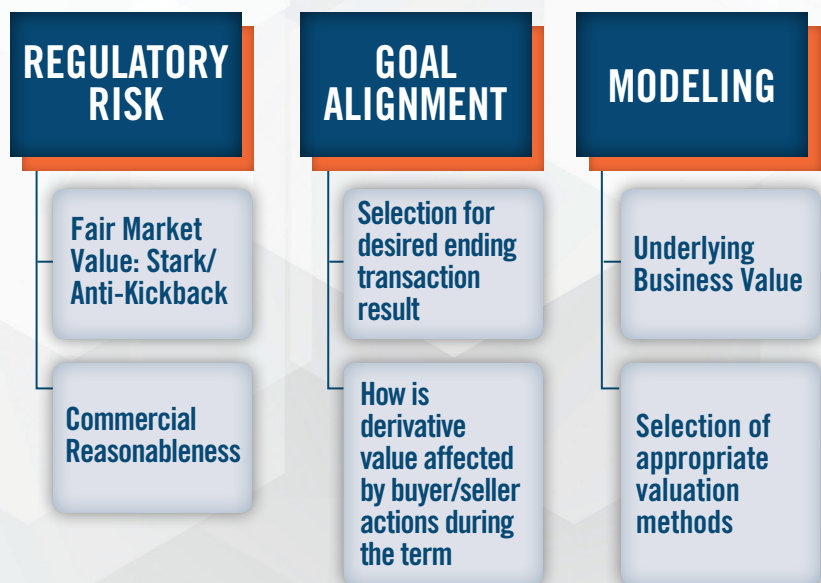 REGULATORY
RISK
Fair Market
Value: Stark/
Anti-Kickback
Commercial
Reasonableness
GOAL
ALIGNMENT
Selection for
desired ending
transaction
result
How is
derivative
value affected
by buyer/seller
actions during
the term
MODELING
Underlying
Business Value
Selection of
appropriate
valuation
methods